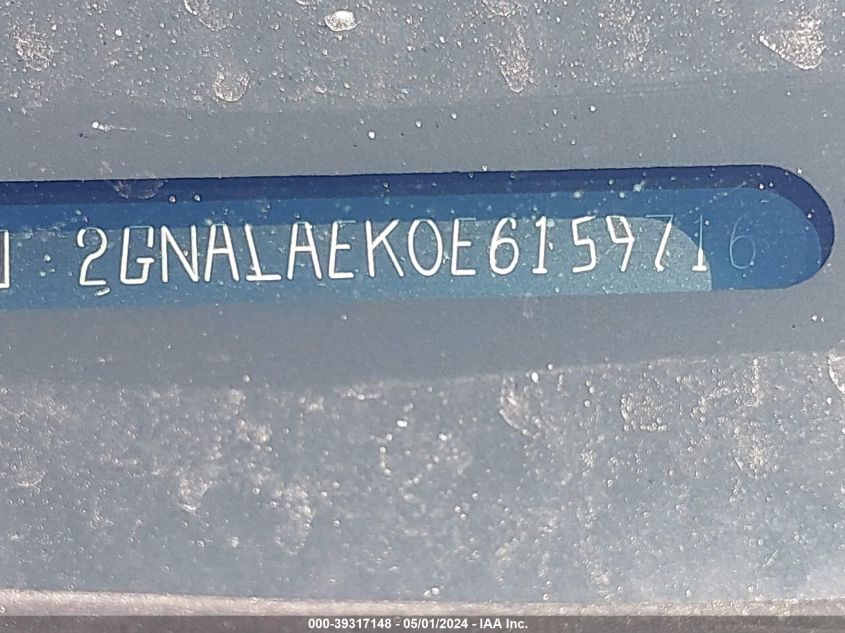 2GNALAEK0E6159716
000-39317148 - 05/01/2024 - IAA Inc.